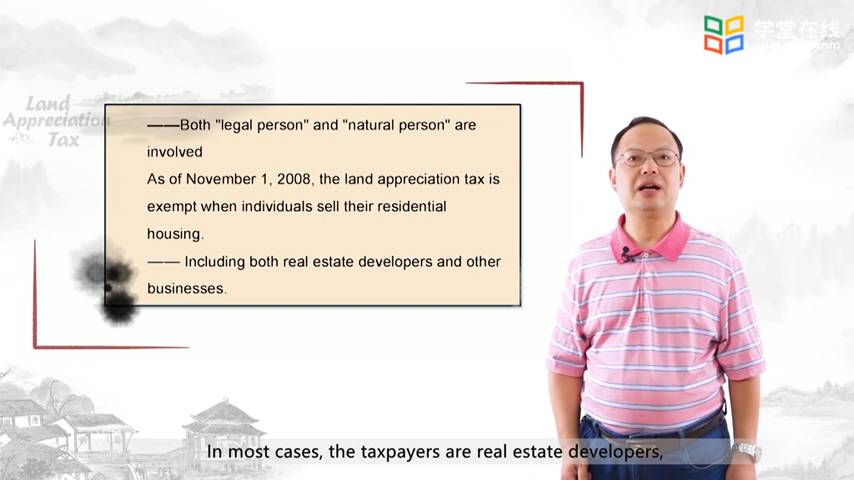 学堂在线
Land
Appreciation
Tax
——Both "legal person" and "natural person" are
involved
As of November 1, 2008, the land appreciation tax is
exempt when individuals sell their residential
housing.
—— Including both real estate developers and other
businesses.
In most cases, the taxpayers are real estate developers,